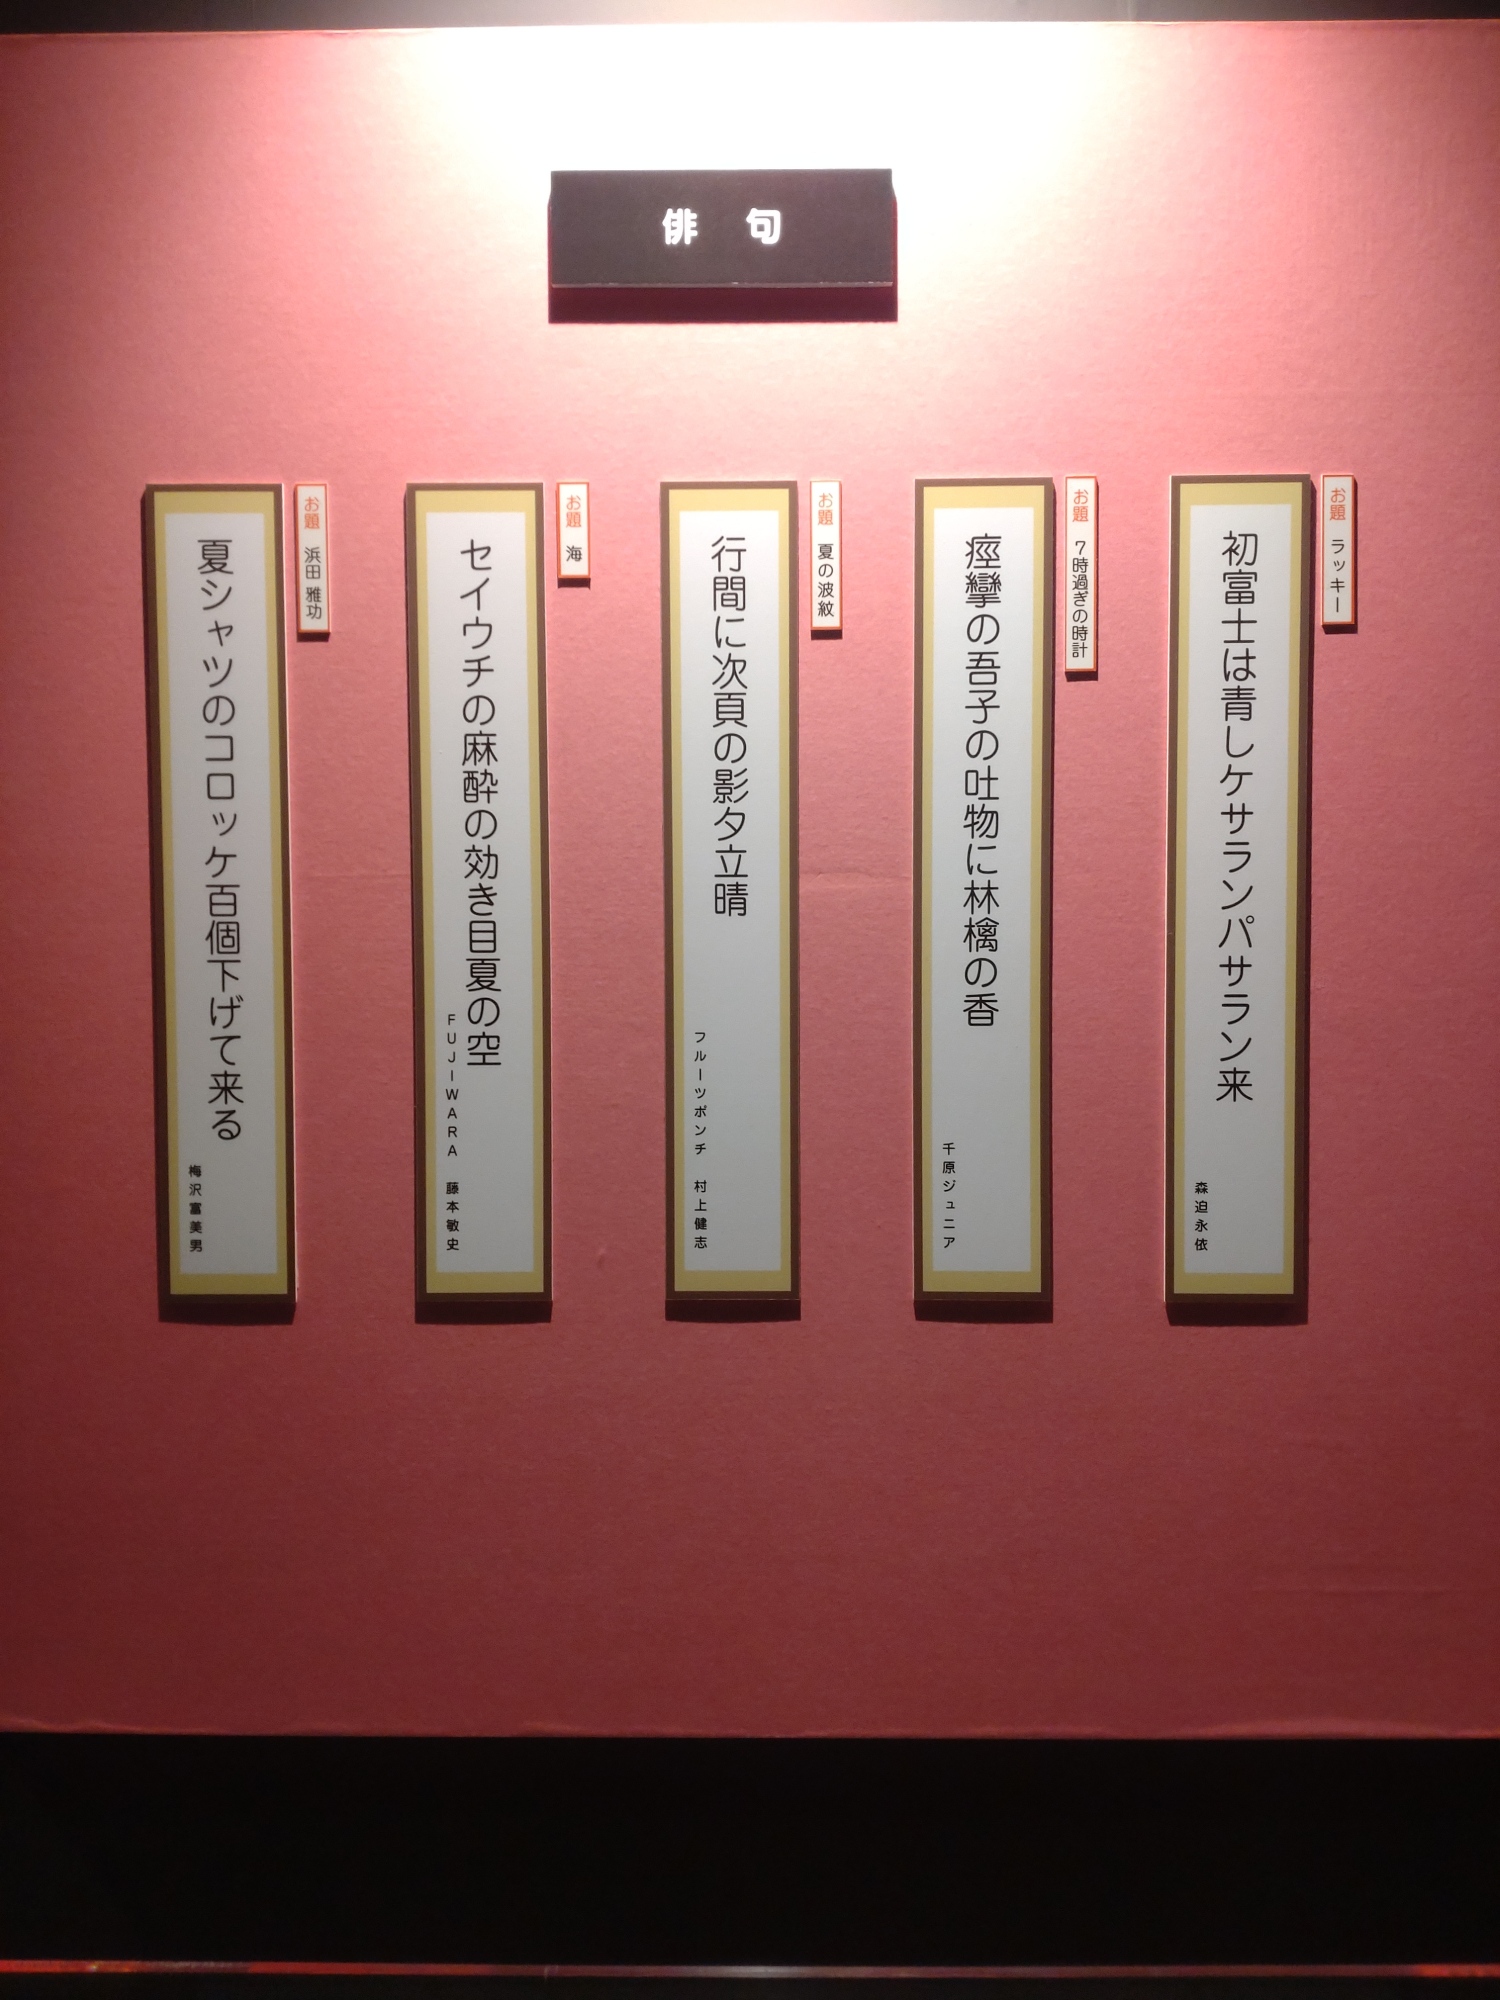 俳句
お題 ラッキー
初富士は青しケサランパサラン来
森迫永依
お題 7時過ぎの時計
痙攣の吾子の吐物に林檎の香
千原ジュニア
お題 夏の波紋
行間に次頁の影夕立晴
フルーツポンチ 村上健志
お題 海
セイウチの麻酔の効き目夏の空
FUJIWARA 藤本敏史
お題 浜田 雅功
夏シャツのコロッケ百個下げて来る
梅沢富美男